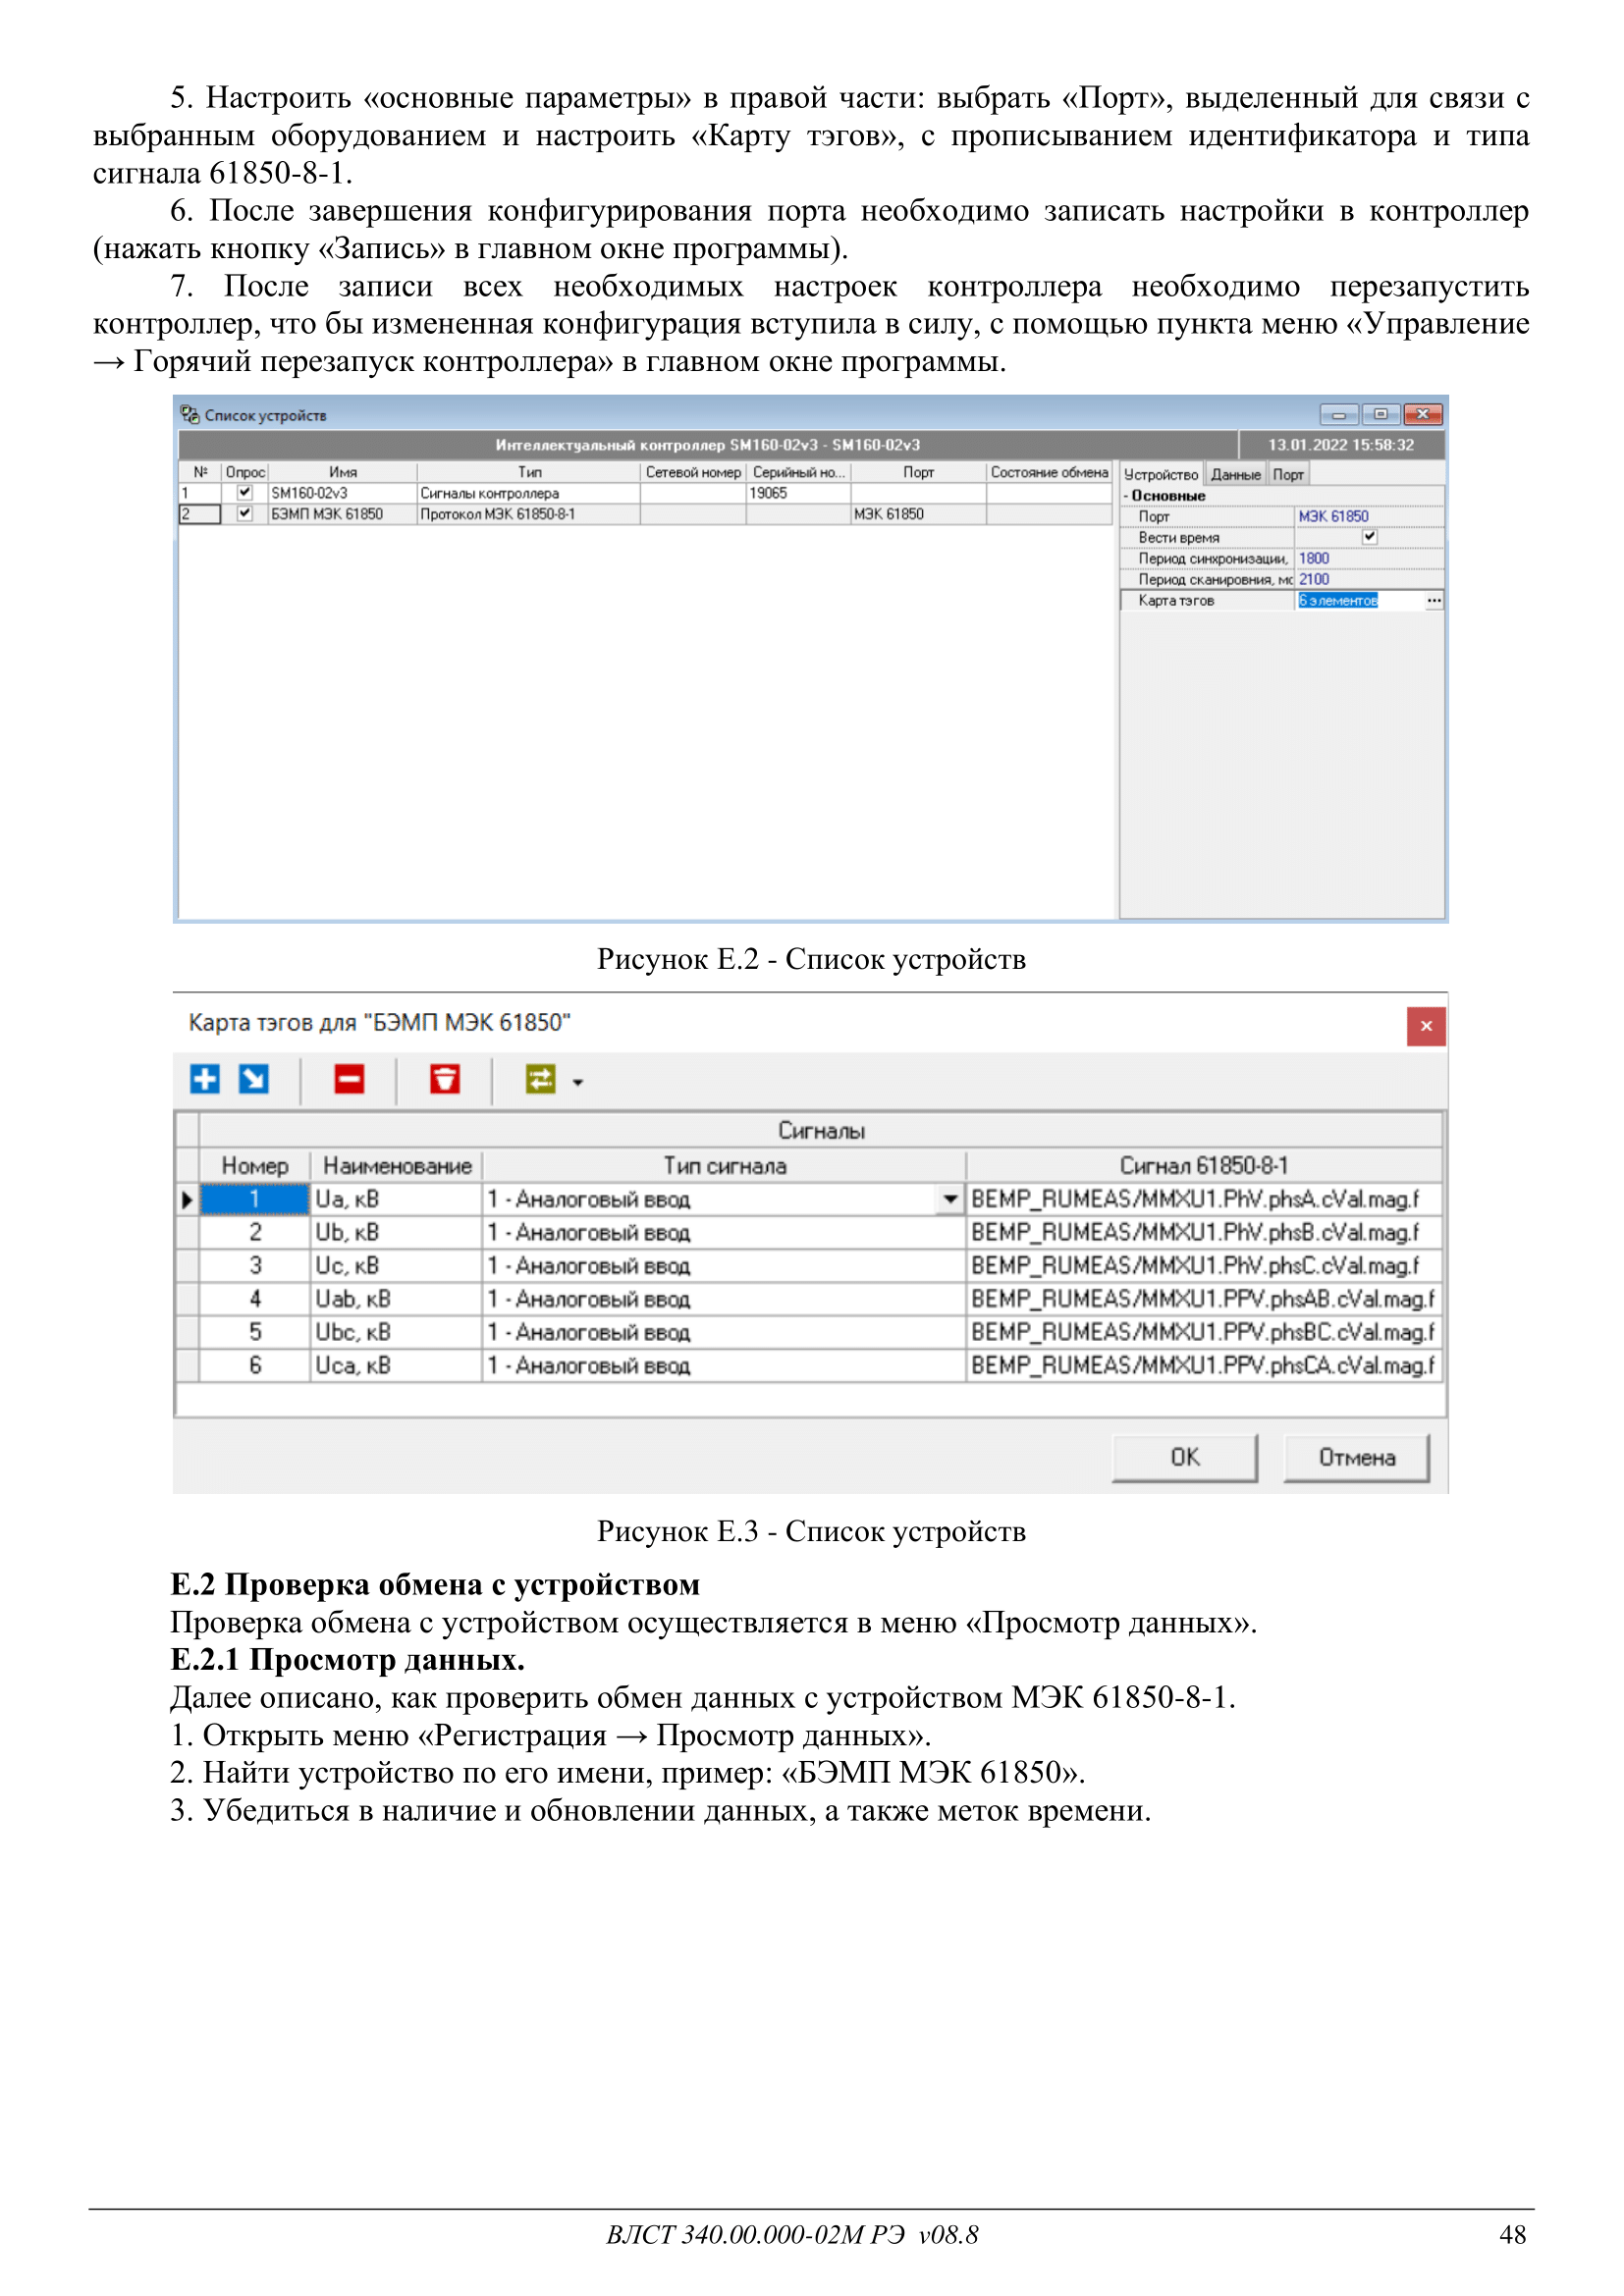 5. Настроить «основные параметры» в правой части: выбрать «Порт», выделенный для связи с
выбранным оборудованием и настроить «Карту тэгов», с прописыванием идентификатора и типа
сигнала 61850-8-1.
6. После завершения конфигурирования порта необходимо записать настройки в контроллер
(нажать кнопку «Запись» в главном окне программы).
7. После записи всех необходимых настроек контроллера необходимо перезапустить
контроллер, что бы измененная конфигурация вступила в силу, с помощью пункта меню «Управление
→ Горячий перезапуск контроллера» в главном окне программы.
Список устройств
Интеллектуальный контроллер SM160-02v3 - SM160-02v3 13.01.2022 15:58:32
№ Опрос Имя Тип Сетевой номер Серийный но... Порт Состояние обмена
1 SM160-02v3 Сигналы контроллера 19065
2 БЭМП МЭК 61850 Протокол МЭК 61850-8-1 МЭК 61850
Устройство Данные Порт
- Основные
Порт МЭК 61850
Вести время
Период синхронизации, 1800
Период сканировния, мс 2100
Карта тэгов 6 элементов ...
Рисунок Е.2 - Список устройств
Карта тэгов для "БЭМП МЭК 61850"
Сигналы
Номер Наименование Тип сигнала Сигнал 61850-8-1
1 Ua, кВ 1 - Аналоговый ввод BEMP_RUMEAS/MMXU1.PhV.phsA.cVal.mag.f
2 Ub, кВ 1 - Аналоговый ввод BEMP_RUMEAS/MMXU1.PhV.phsB.cVal.mag.f
3 Uc, кВ 1 - Аналоговый ввод BEMP_RUMEAS/MMXU1.PhV.phsC.cVal.mag.f
4 Uab, кВ 1 - Аналоговый ввод BEMP_RUMEAS/MMXU1.PPV.phsAB.cVal.mag.f
5 Ubc, кВ 1 - Аналоговый ввод BEMP_RUMEAS/MMXU1.PPV.phsBC.cVal.mag.f
6 Uca, кВ 1 - Аналоговый ввод BEMP_RUMEAS/MMXU1.PPV.phsCA.cVal.mag.f
OK Отмена
Рисунок Е.3 - Список устройств
Е.2 Проверка обмена с устройством
Проверка обмена с устройством осуществляется в меню «Просмотр данных».
Е.2.1 Просмотр данных.
Далее описано, как проверить обмен данных с устройством МЭК 61850-8-1.
1. Открыть меню «Регистрация → Просмотр данных».
2. Найти устройство по его имени, пример: «БЭМП МЭК 61850».
3. Убедиться в наличие и обновлении данных, а также меток времени.
ВЛСТ 340.00.000-02М РЭ v08.8 48